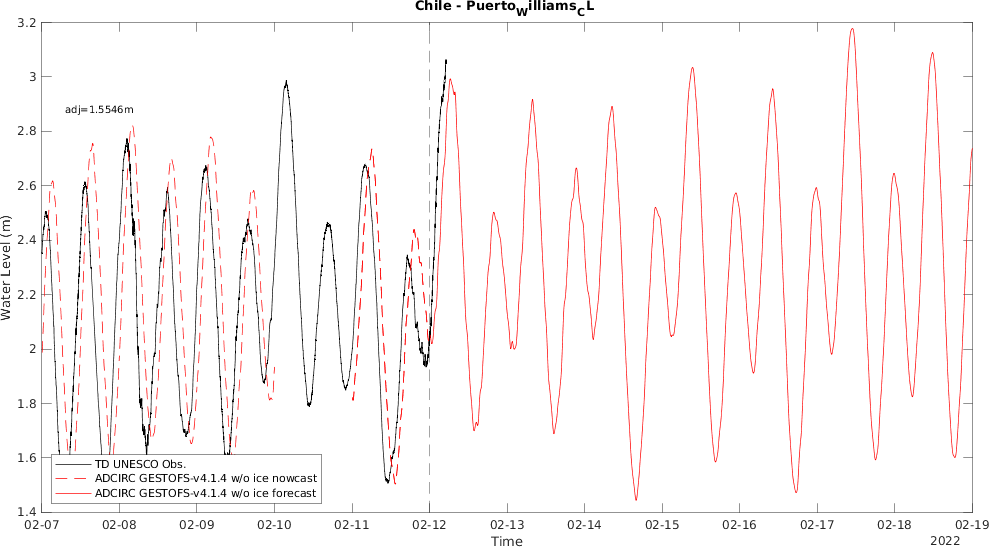 Chile - PuertoWilliamsCL
3.2
3
2.8
2.6
2.4
2.2
2
1.8
1.6
1.4
Water Level (m)
adj=1.5546m
TD UNESCO Obs.
ADCIRC GESTOFS-v4.1.4 w/o ice nowcast
ADCIRC GESTOFS-v4.1.4 w/o ice forecast
02-07 02-08 02-09 02-10 02-11 02-12 02-13 02-14 02-15 02-16 02-17 02-18 02-19
Time
2022